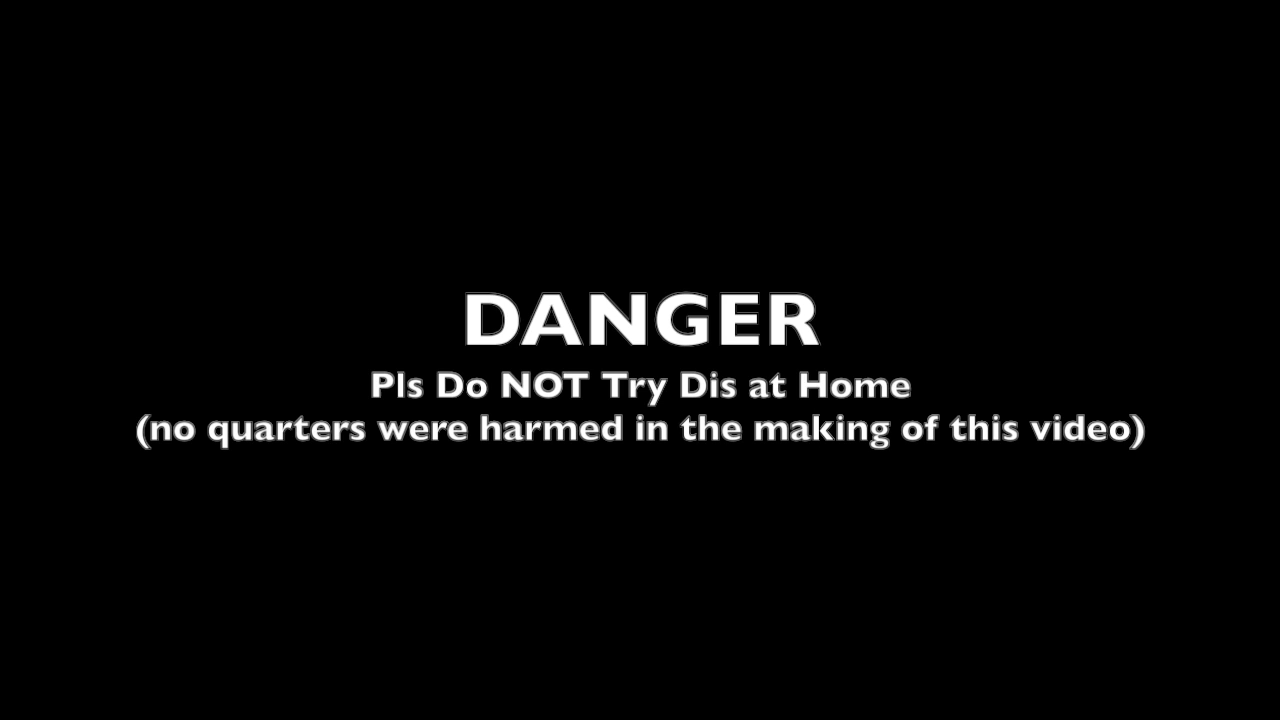 DANGER
Pls Do NOT Try Dis at Home
(no quarters were harmed in the making of this video)